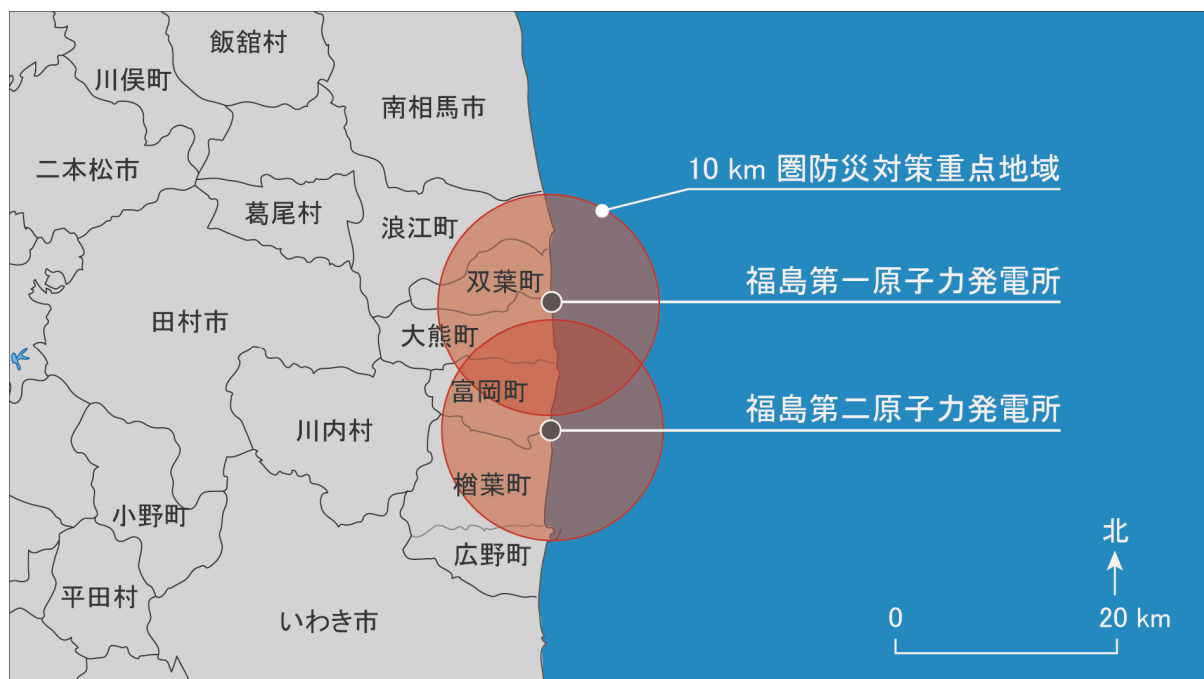 飯舘村
川俣町
南相馬市
二本松市
10 km 圏防災対策重点地域
葛尾村
浪江町
双葉町
福島第一原子力発電所
田村市
大熊町
富岡町
福島第二原子力発電所
川内村
楢葉町
小野町
北
広野町
平田村
いわき市
0
20 km